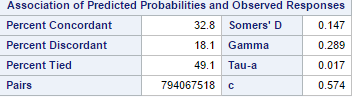 Association of Predicted Probabilities and Observed Responses
Percent Concordant 32.8 Somers' D 0.147
Percent Discordant 18.1 Gamma 0.289
Percent Tied 49.1 Tau-a 0.017
Pairs 794067518 c 0.574